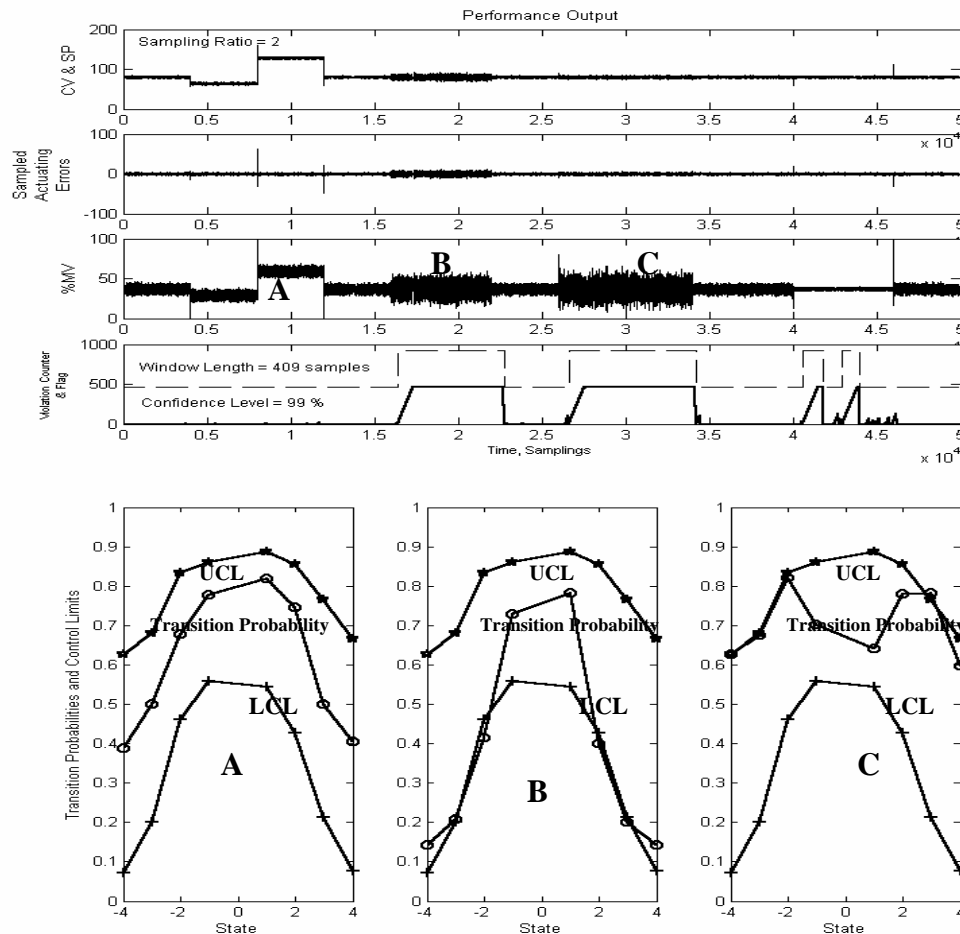 Performance Output
CV & SP
200
100
0
Sampling Ratio = 2
0 0.5 1 1.5 2 2.5 3 3.5 4 4.5 5
x 10⁴
Sampled
Actuating
Errors
100
0
-100
0 0.5 1 1.5 2 2.5 3 3.5 4 4.5 5
%MV
100
50
0
A
B
C
0 0.5 1 1.5 2 2.5 3 3.5 4 4.5 5
Violation Counter
& Flag
1000
500
0
Window Length = 409 samples
Confidence Level = 99 %
0 0.5 1 1.5 2 2.5 3 3.5 4 4.5 5
Time, Samplings
x 10⁴
Transition Probabilities and Control Limits
1
0.9
0.8
0.7
0.6
0.5
0.4
0.3
0.2
0.1
0
UCL
Transition Probability
LCL
A
-4 -2 0 2 4
State
1
0.9
0.8
0.7
0.6
0.5
0.4
0.3
0.2
0.1
0
UCL
Transition Probability
LCL
B
-4 -2 0 2 4
State
1
0.9
0.8
0.7
0.6
0.5
0.4
0.3
0.2
0.1
0
UCL
Transition Probability
LCL
C
-4 -2 0 2 4
State